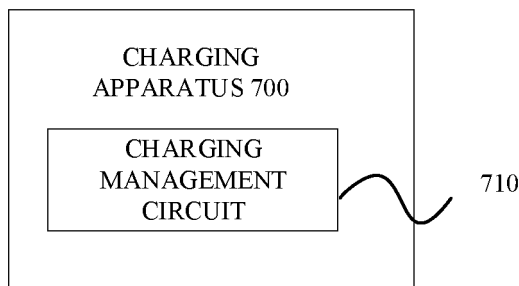 CHARGING
APPARATUS 700
CHARGING
MANAGEMENT
CIRCUIT
710